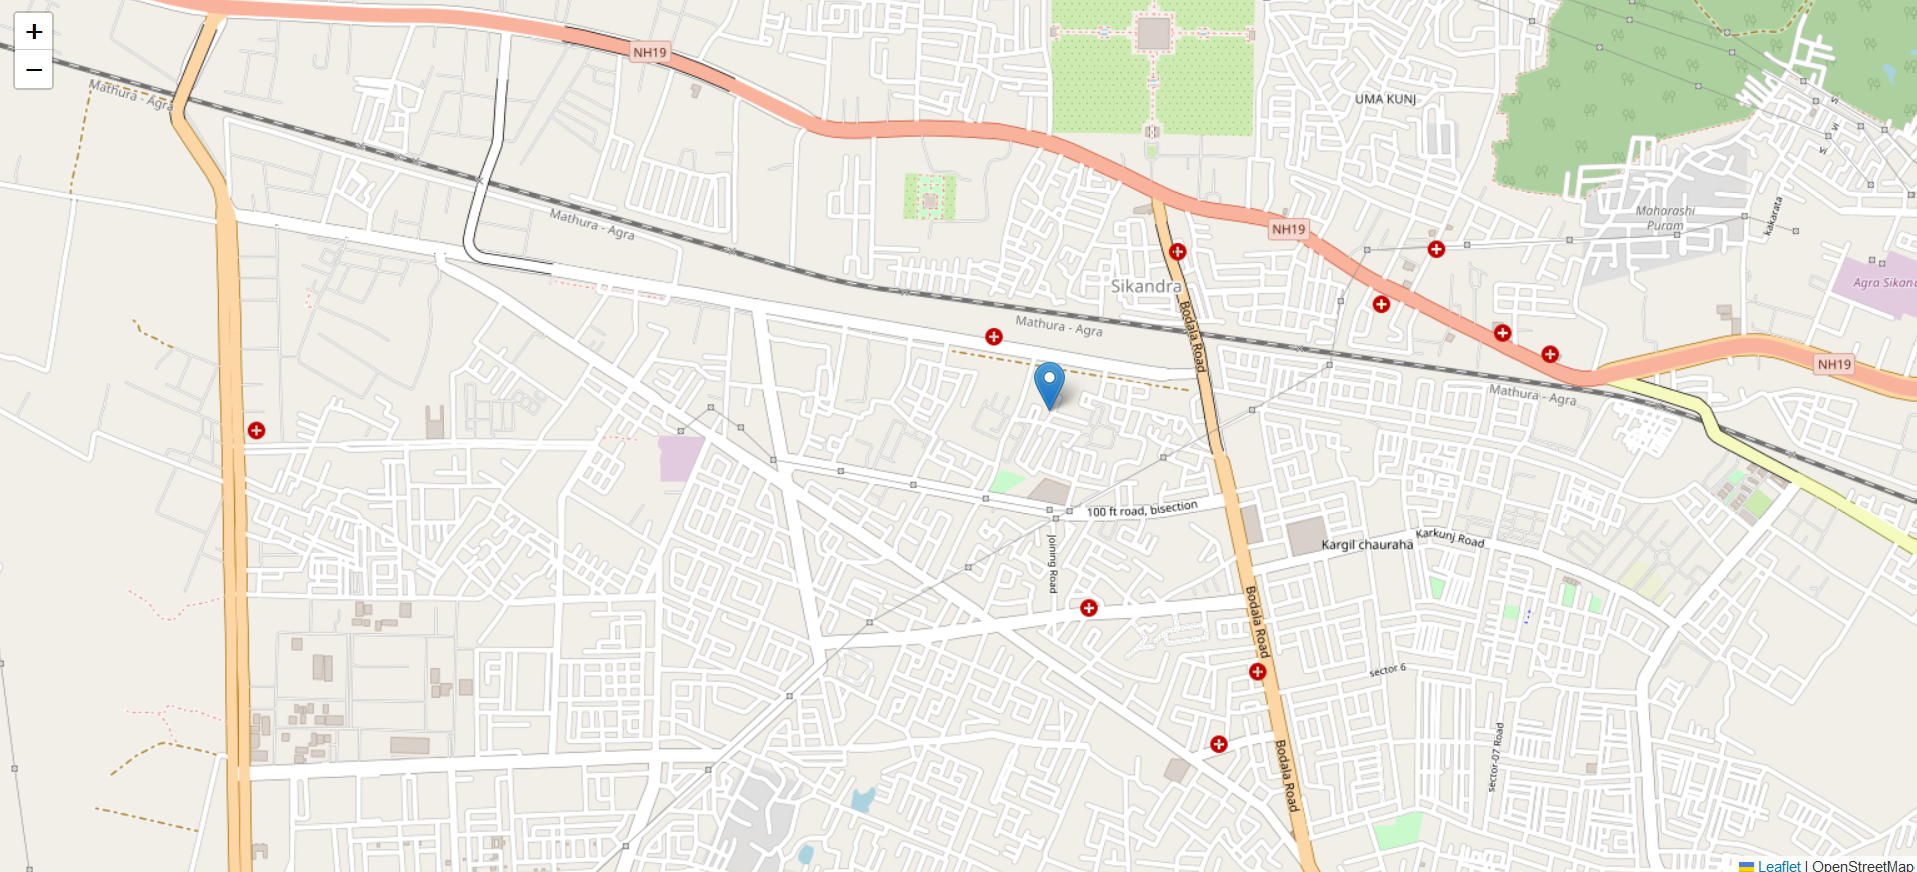 +
−
NH19
Mathura - Agra
UMA KUNJ
Mathura - Agra
Maharashi
Puram
kakarata
NH19
Sikandra
Agra Sikan
Mathura - Agra
Bodala Road
NH19
Mathura - Agra
100 ft road, bisection
Joining Road
Kargil chauraha
Karkunj Road
Bodala Road
sector 6
sector-07 Road
Bodala Road
Leaflet | OpenStreetMap